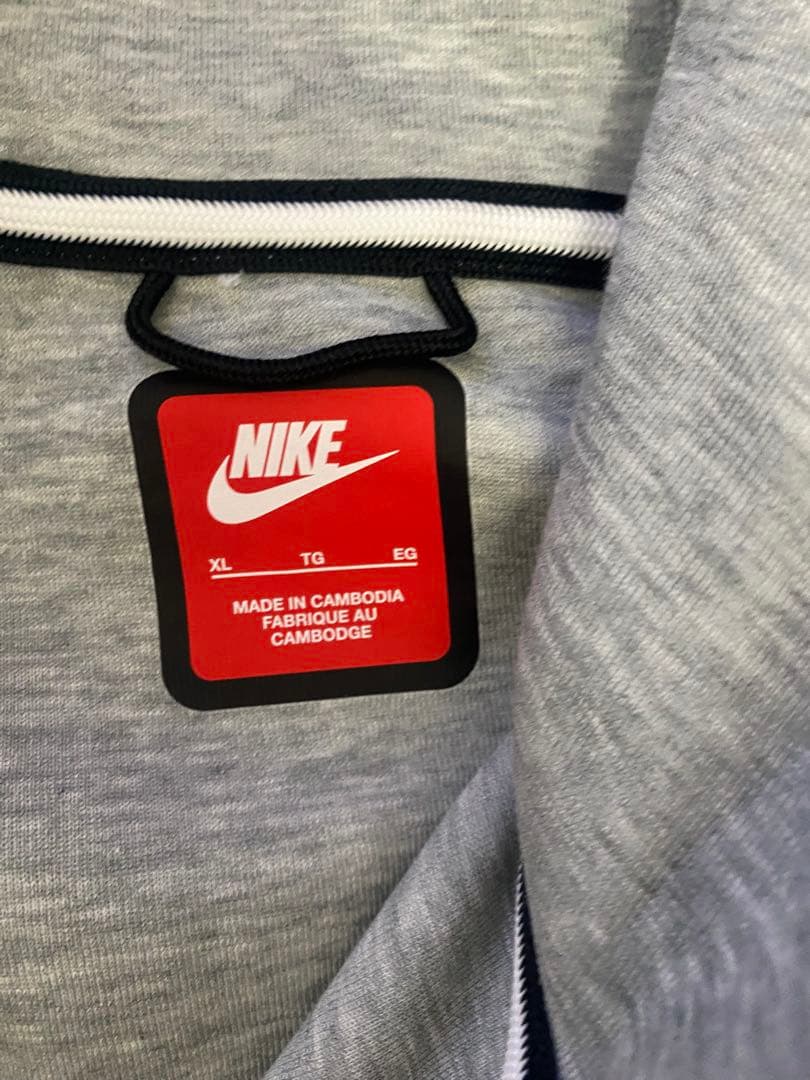 NIKE
XL TG EG
MADE IN CAMBODIA
FABRIQUE AU
CAMBODGE